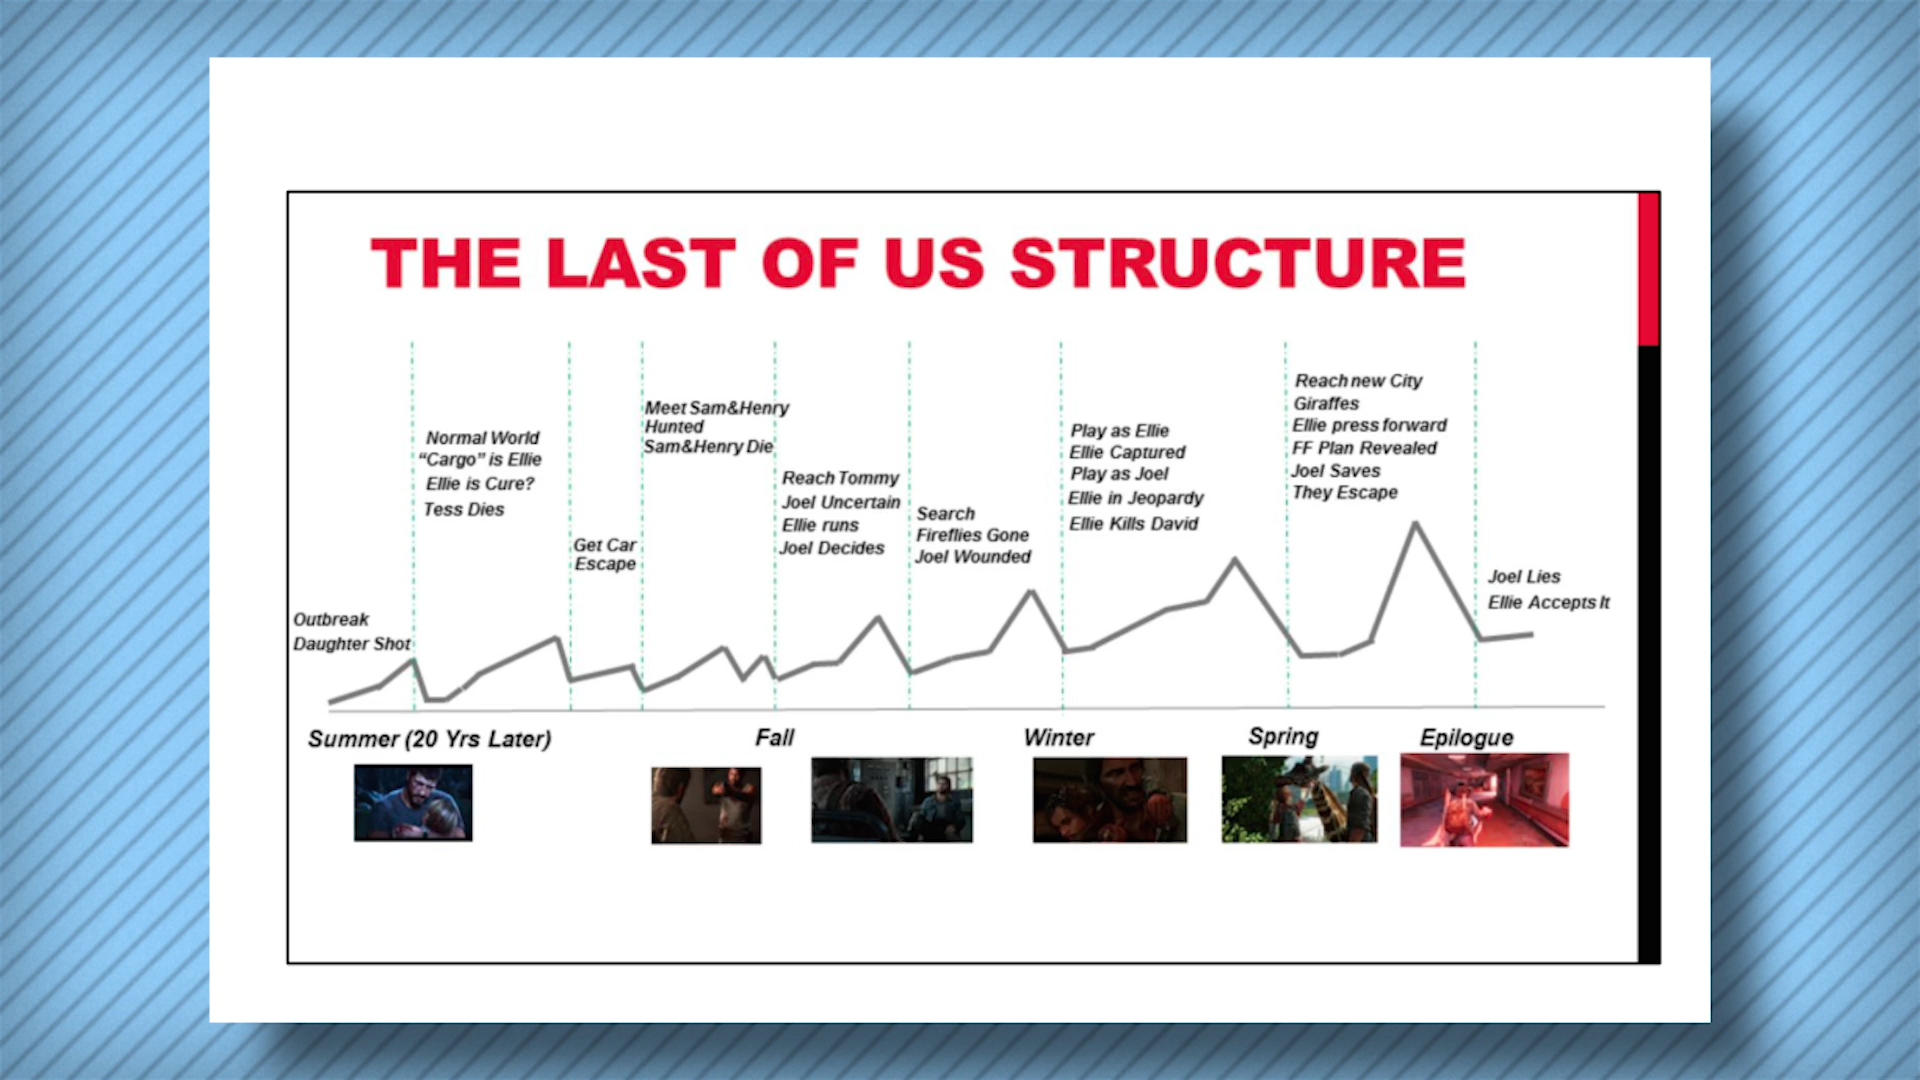 THE LAST OF US STRUCTURE
Outbreak
Daughter Shot
Normal World
“Cargo” is Ellie
Ellie is Cure?
Tess Dies
Get Car
Escape
Meet Sam&Henry
Hunted
Sam&Henry Die
Reach Tommy
Joel Uncertain
Ellie runs
Joel Decides
Search
Fireflies Gone
Joel Wounded
Play as Ellie
Ellie Captured
Play as Joel
Ellie in Jeopardy
Ellie Kills David
Reach new City
Giraffes
Ellie press forward
FF Plan Revealed
Joel Saves
They Escape
Joel Lies
Ellie Accepts It
Summer (20 Yrs Later)
Fall
Winter
Spring
Epilogue